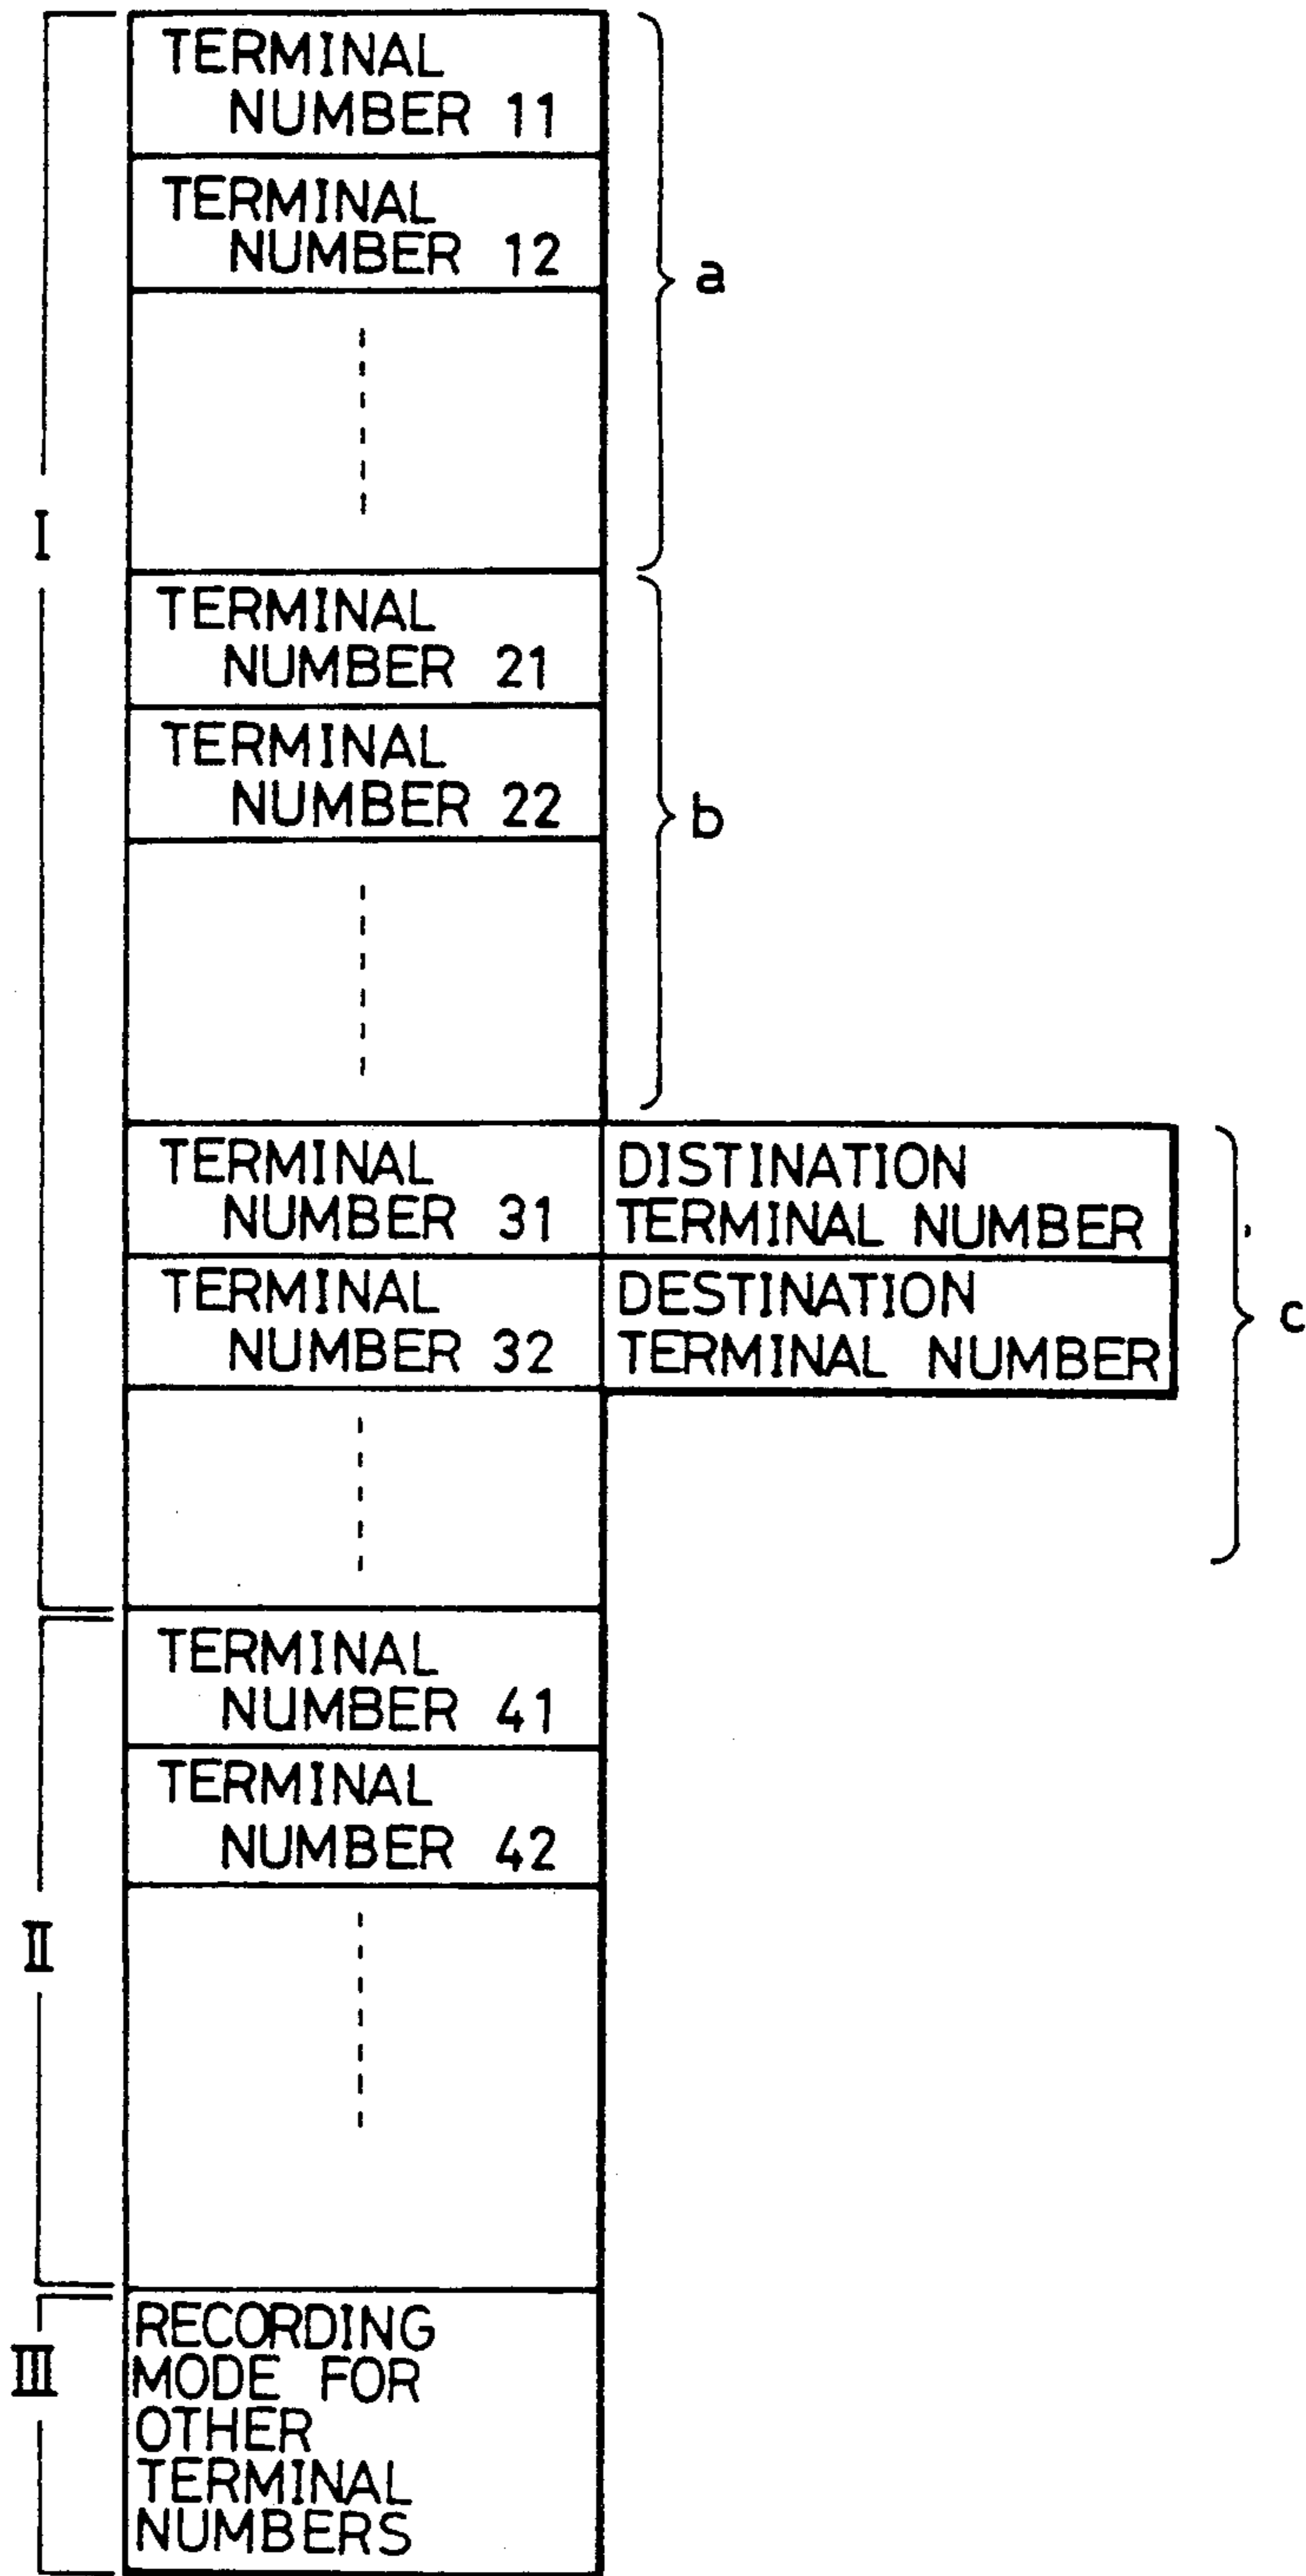 TERMINAL
NUMBER 11
TERMINAL
NUMBER 12
a
I
TERMINAL
NUMBER 21
TERMINAL
NUMBER 22
b
TERMINAL
NUMBER 31
DISTINATION
TERMINAL NUMBER
TERMINAL
NUMBER 32
DESTINATION
TERMINAL NUMBER
c
TERMINAL
NUMBER 41
TERMINAL
NUMBER 42
II
III
RECORDING
MODE FOR
OTHER
TERMINAL
NUMBERS